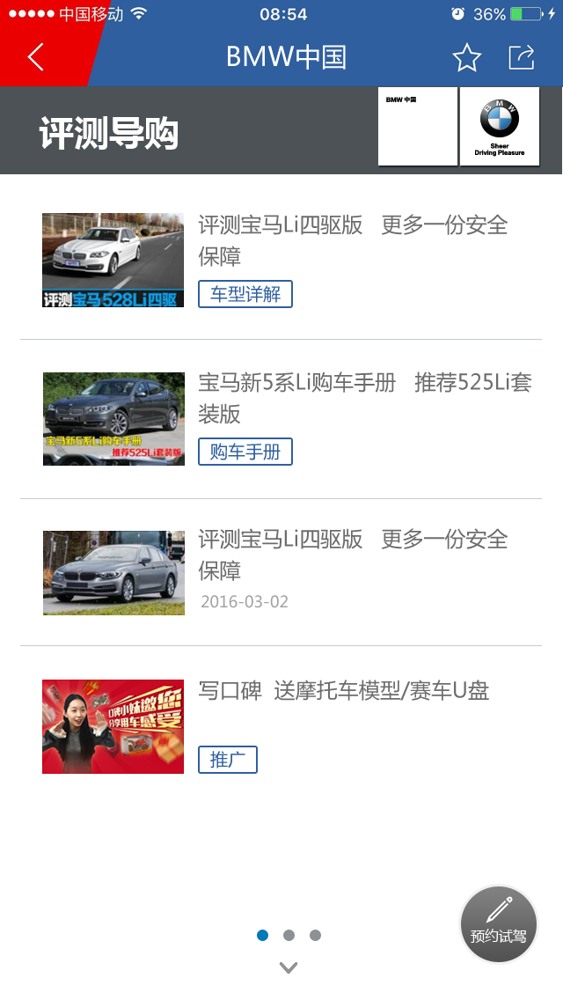 中国移动
08:54
36%
BMW中国
评测导购
BMW 中国
BMW
Sheer
Driving Pleasure
评测宝马528Li四驱
评测宝马Li四驱版 更多一份安全
保障
车型详解
宝马新5系Li购车手册
推荐525Li套装版
宝马新5系Li购车手册 推荐525Li套
装版
购车手册
评测宝马Li四驱版 更多一份安全
保障
2016-03-02
口碑小妹邀您
分享用车感受
写口碑 送摩托车模型/赛车U盘
推广
预约试驾